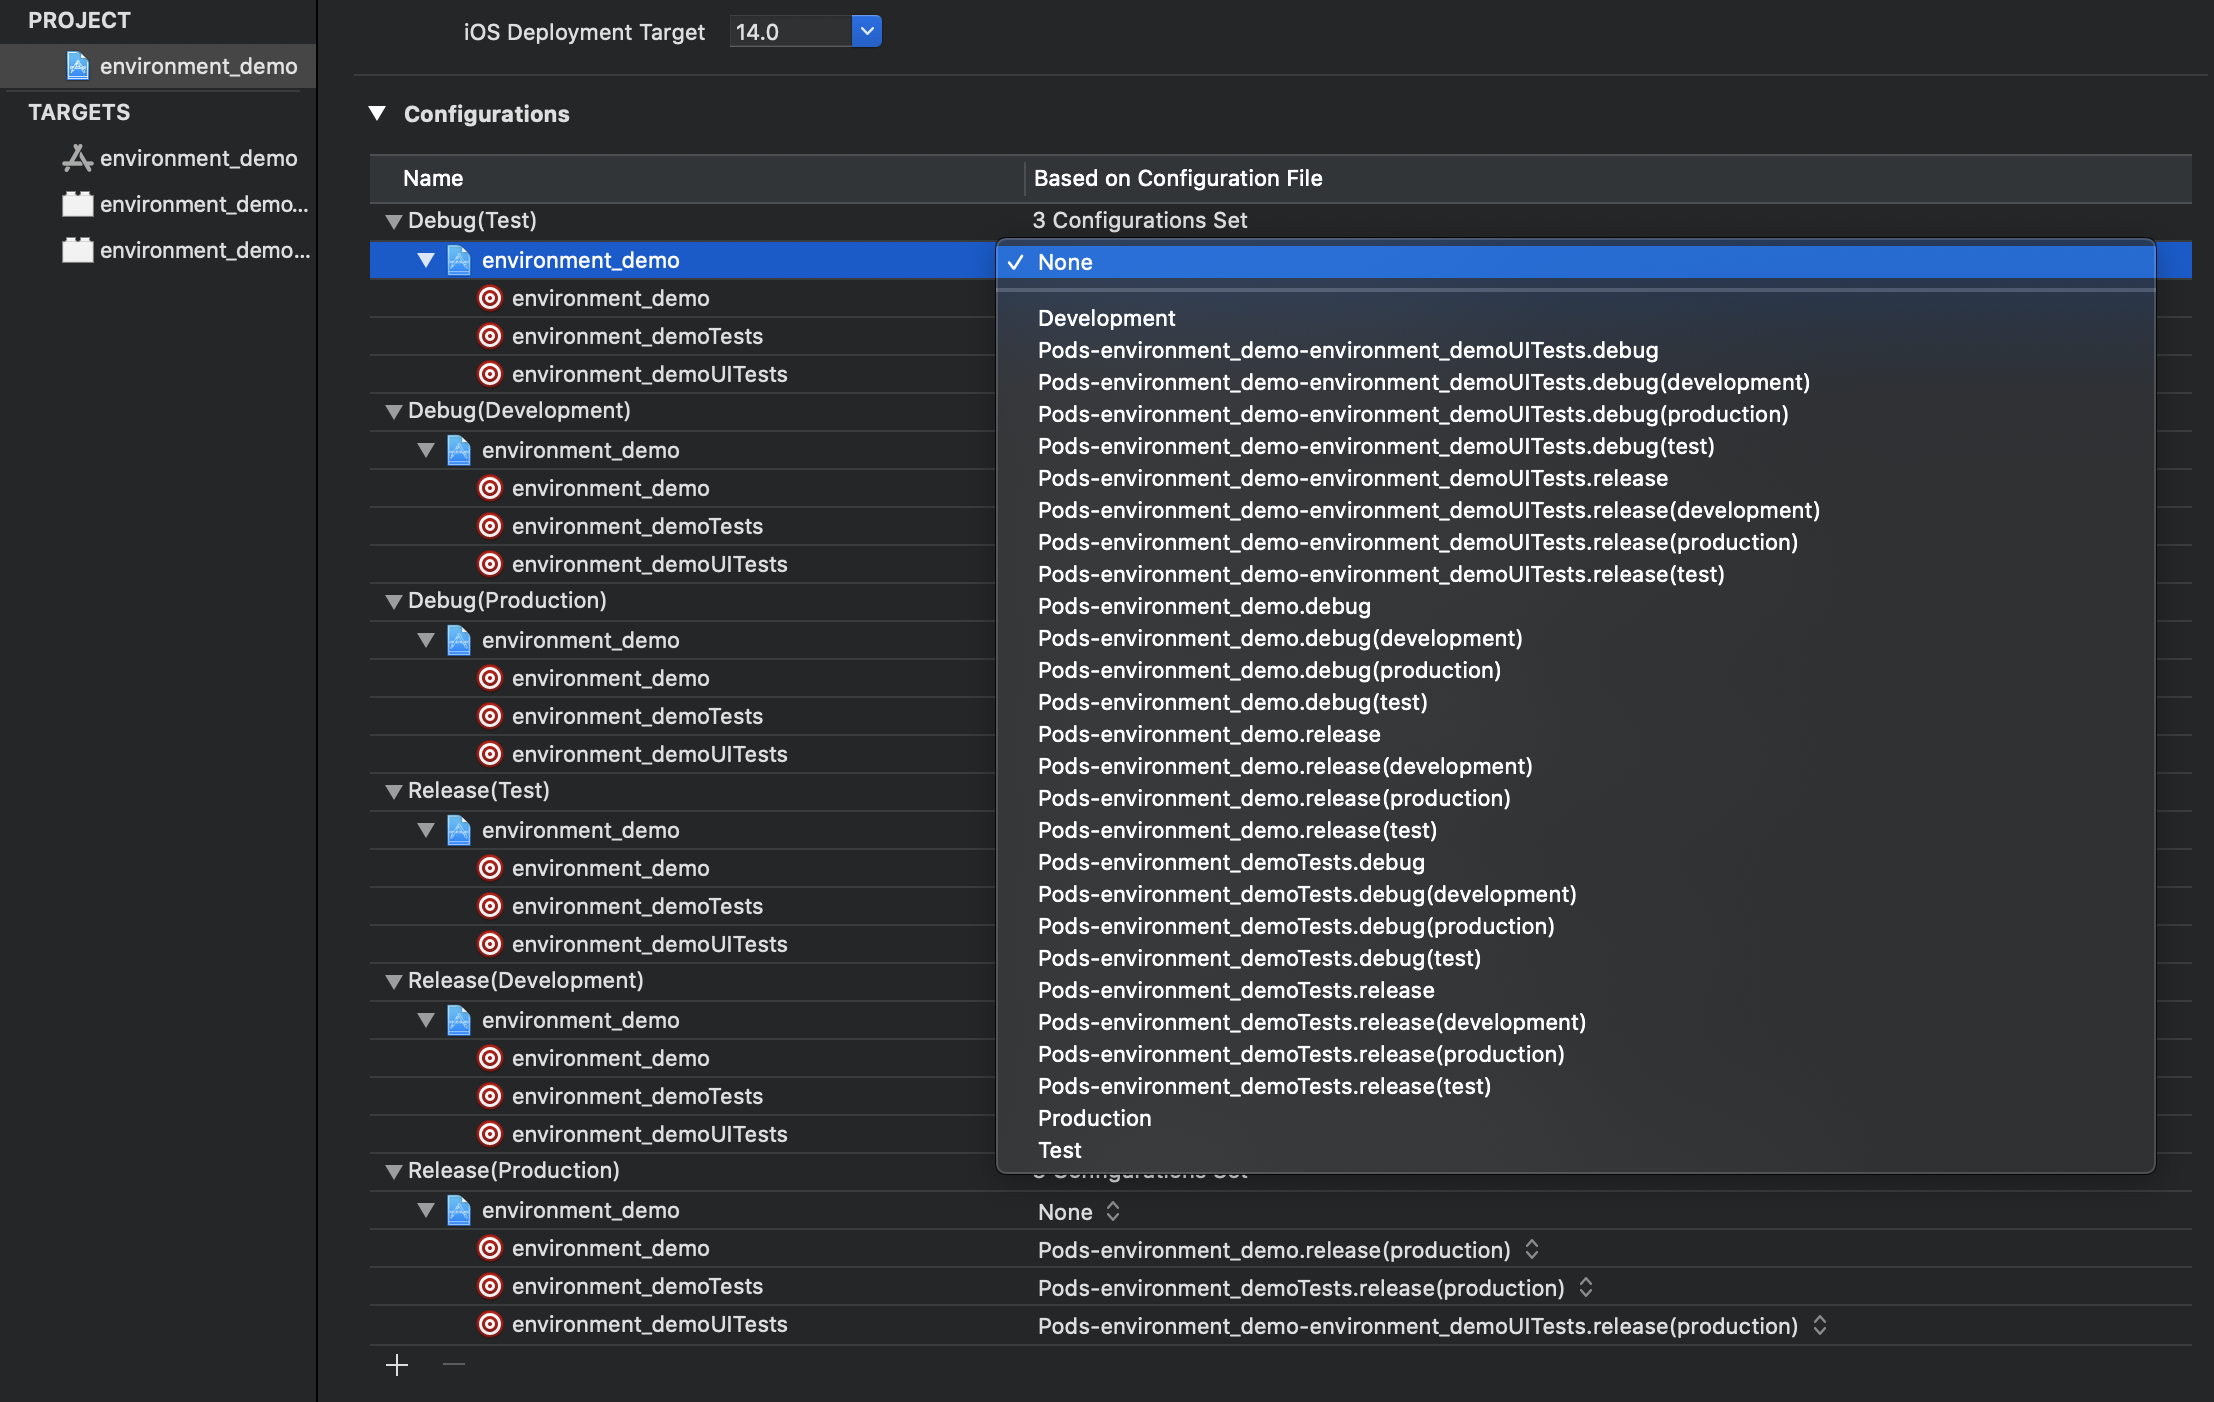 PROJECT
environment_demo
TARGETS
environment_demo
environment_demo...
environment_demo...
iOS Deployment Target 14.0
Configurations
Name Based on Configuration File
Debug(Test) 3 Configurations Set
environment_demo
environment_demo
environment_demoTests
environment_demoUITests
Debug(Development)
environment_demo
environment_demo
environment_demoTests
environment_demoUITests
Debug(Production)
environment_demo
environment_demo
environment_demoTests
environment_demoUITests
Release(Test)
environment_demo
environment_demo
environment_demoTests
environment_demoUITests
Release(Development)
environment_demo
environment_demo
environment_demoTests
environment_demoUITests
✓ None
Development
Pods-environment_demo-environment_demoUITests.debug
Pods-environment_demo-environment_demoUITests.debug(development)
Pods-environment_demo-environment_demoUITests.debug(production)
Pods-environment_demo-environment_demoUITests.debug(test)
Pods-environment_demo-environment_demoUITests.release
Pods-environment_demo-environment_demoUITests.release(development)
Pods-environment_demo-environment_demoUITests.release(production)
Pods-environment_demo-environment_demoUITests.release(test)
Pods-environment_demo.debug
Pods-environment_demo.debug(development)
Pods-environment_demo.debug(production)
Pods-environment_demo.debug(test)
Pods-environment_demo.release
Pods-environment_demo.release(development)
Pods-environment_demo.release(production)
Pods-environment_demo.release(test)
Pods-environment_demoTests.debug
Pods-environment_demoTests.debug(development)
Pods-environment_demoTests.debug(production)
Pods-environment_demoTests.debug(test)
Pods-environment_demoTests.release
Pods-environment_demoTests.release(development)
Pods-environment_demoTests.release(production)
Pods-environment_demoTests.release(test)
Production
Test
Release(Production) Configurations Set
environment_demo None
environment_demo Pods-environment_demo.release(production)
environment_demoTests Pods-environment_demoTests.release(production)
environment_demoUITests Pods-environment_demo-environment_demoUITests.release(production)